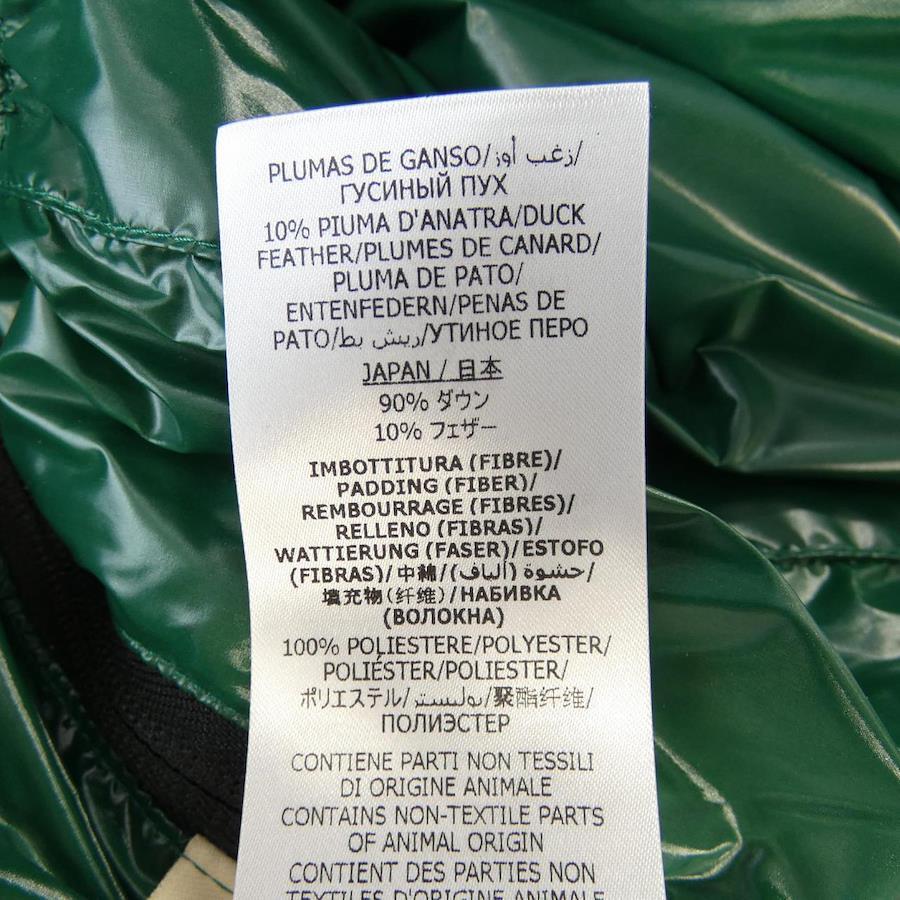 PLUMAS DE GANSO/زغب أوز/
ГУСИНЫЙ ПУХ
10% PIUMA D'ANATRA/DUCK
FEATHER/PLUMES DE CANARD/
PLUMA DE PATO/
ENTENFEDERN/PENAS DE
PATO/ريش بط/УТИНОЕ ПЕРО
JAPAN / 日本
90% ダウン
10% フェザー
IMBOTTITURA (FIBRE)/
PADDING (FIBER)/
REMBOURRAGE (FIBRES)/
RELLENO (FIBRAS)/
WATTIERUNG (FASER)/ESTOFO
(FIBRAS)/中綿/حشوة (ألياف)/
填充物(纤维)/НАБИВКА
(ВОЛОКНА)
100% POLIESTERE/POLYESTER/
POLIÉSTER/POLIESTER/
ポリエステル/بوليستر/聚酯纤维/
ПОЛИЭСТЕР
CONTIENE PARTI NON TESSILI
DI ORIGINE ANIMALE
CONTAINS NON-TEXTILE PARTS
OF ANIMAL ORIGIN
CONTIENT DES PARTIES NON
TEXTILES D'ORIGINE ANIMALE